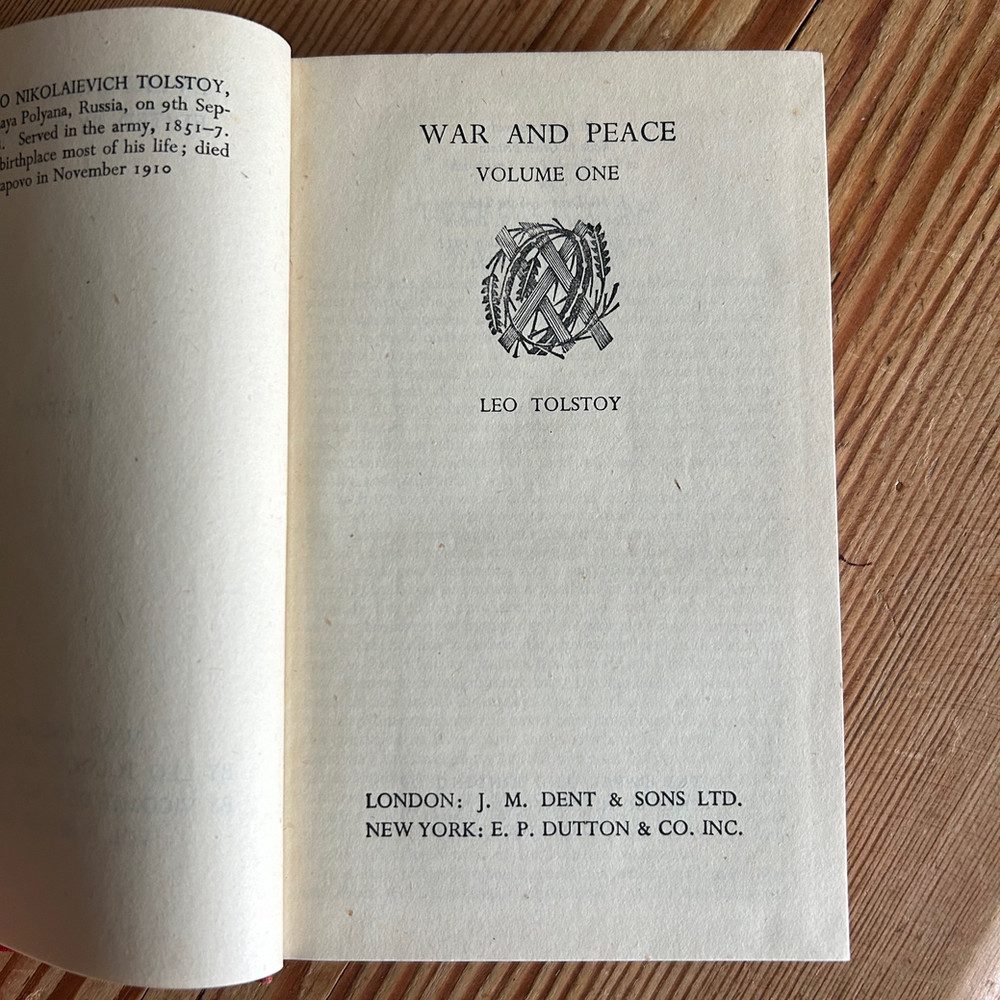 O NIKOLAIEVICH TOLSTOY,
aya Polyana, Russia, on 9th Sep-
. Served in the army, 1851–7.
birthplace most of his life; died
apovo in November 1910
WAR AND PEACE
VOLUME ONE
LEO TOLSTOY
LONDON: J. M. DENT & SONS LTD.
NEW YORK: E. P. DUTTON & CO. INC.